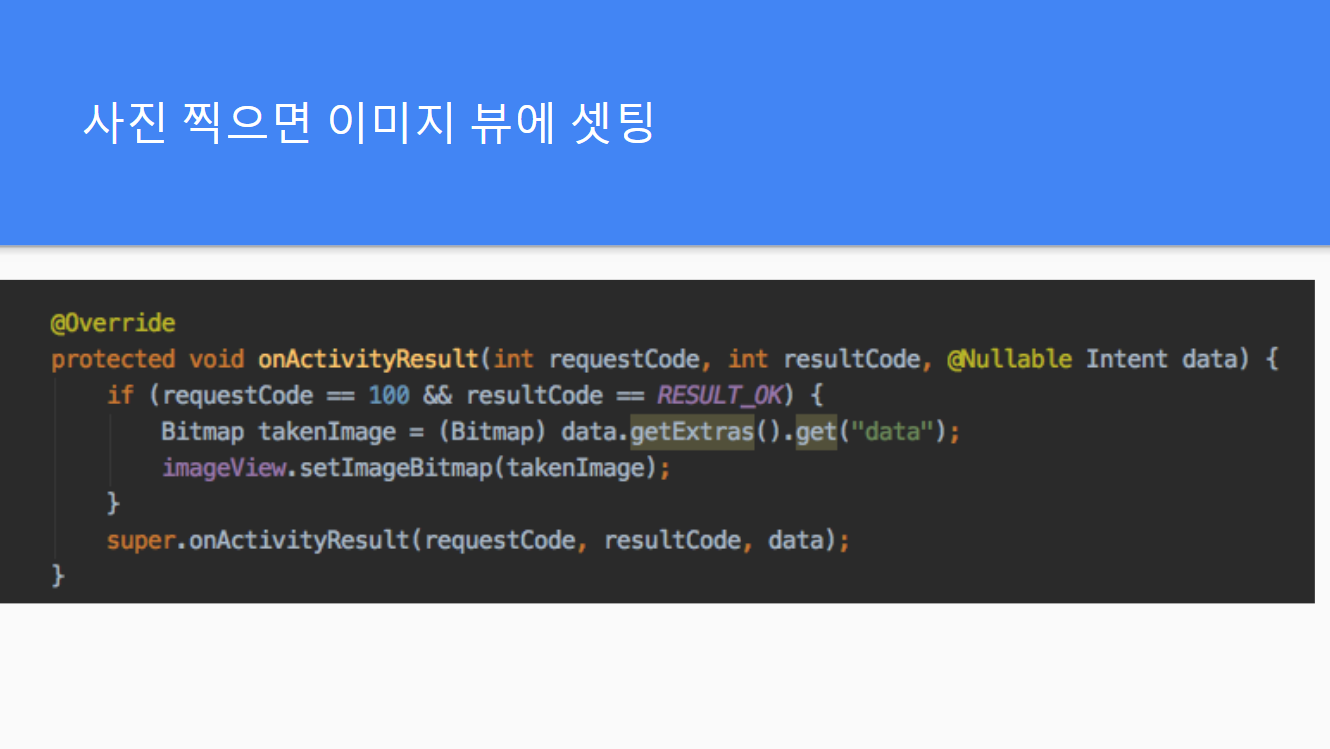 사진 찍으면 이미지 뷰에 셋팅
@Override
protected void onActivityResult(int requestCode, int resultCode, @Nullable Intent data) {
    if (requestCode == 100 && resultCode == RESULT_OK) {
        Bitmap takenImage = (Bitmap) data.getExtras().get("data");
        imageView.setImageBitmap(takenImage);
    }
    super.onActivityResult(requestCode, resultCode, data);
}